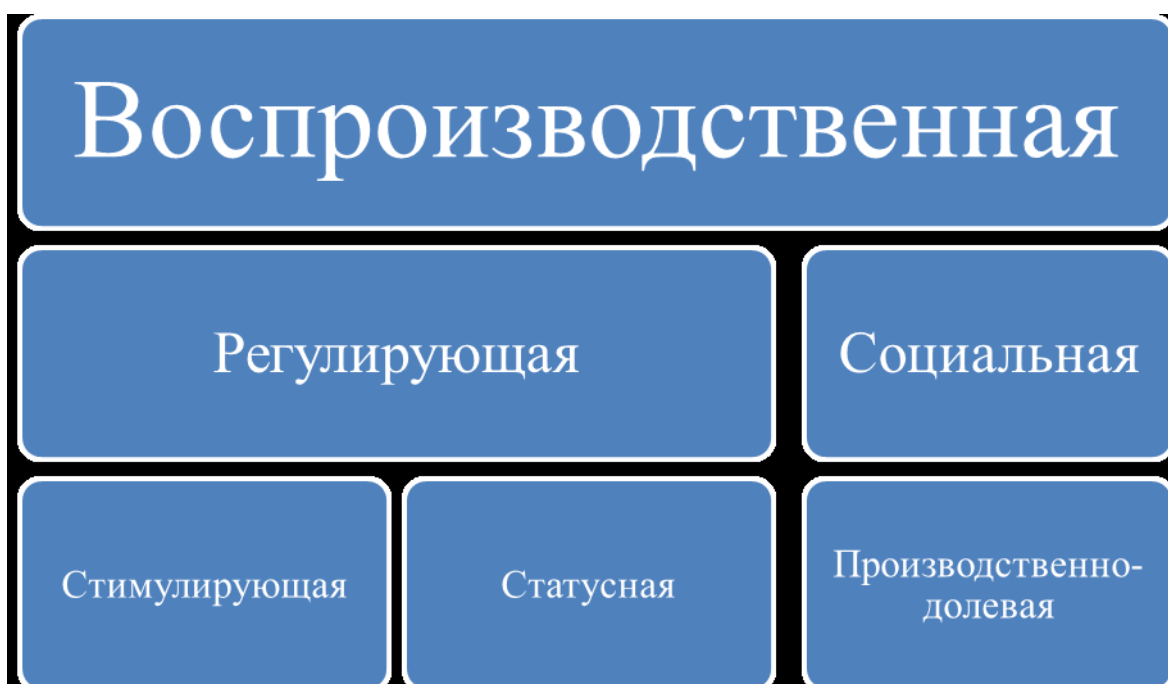 Воспроизводственная
Регулирующая
Социальная
Стимулирующая
Статусная
Производственно-
долевая